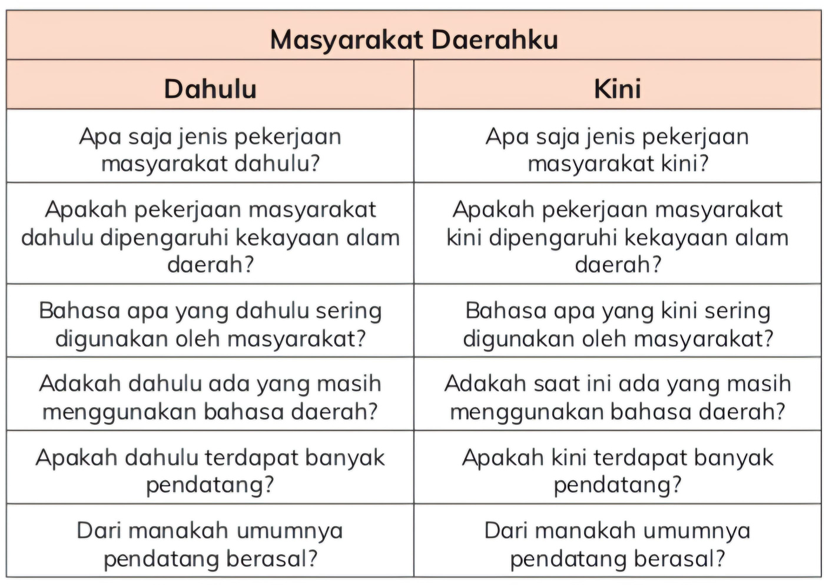 Masyarakat Daerahku
Dahulu
Kini
Apa saja jenis pekerjaan
masyarakat dahulu?
Apa saja jenis pekerjaan
masyarakat kini?
Apakah pekerjaan masyarakat
dahulu dipengaruhi kekayaan alam
daerah?
Apakah pekerjaan masyarakat
kini dipengaruhi kekayaan alam
daerah?
Bahasa apa yang dahulu sering
digunakan oleh masyarakat?
Bahasa apa yang kini sering
digunakan oleh masyarakat?
Adakah dahulu ada yang masih
menggunakan bahasa daerah?
Adakah saat ini ada yang masih
menggunakan bahasa daerah?
Apakah dahulu terdapat banyak
pendatang?
Apakah kini terdapat banyak
pendatang?
Dari manakah umumnya
pendatang berasal?
Dari manakah umumnya
pendatang berasal?